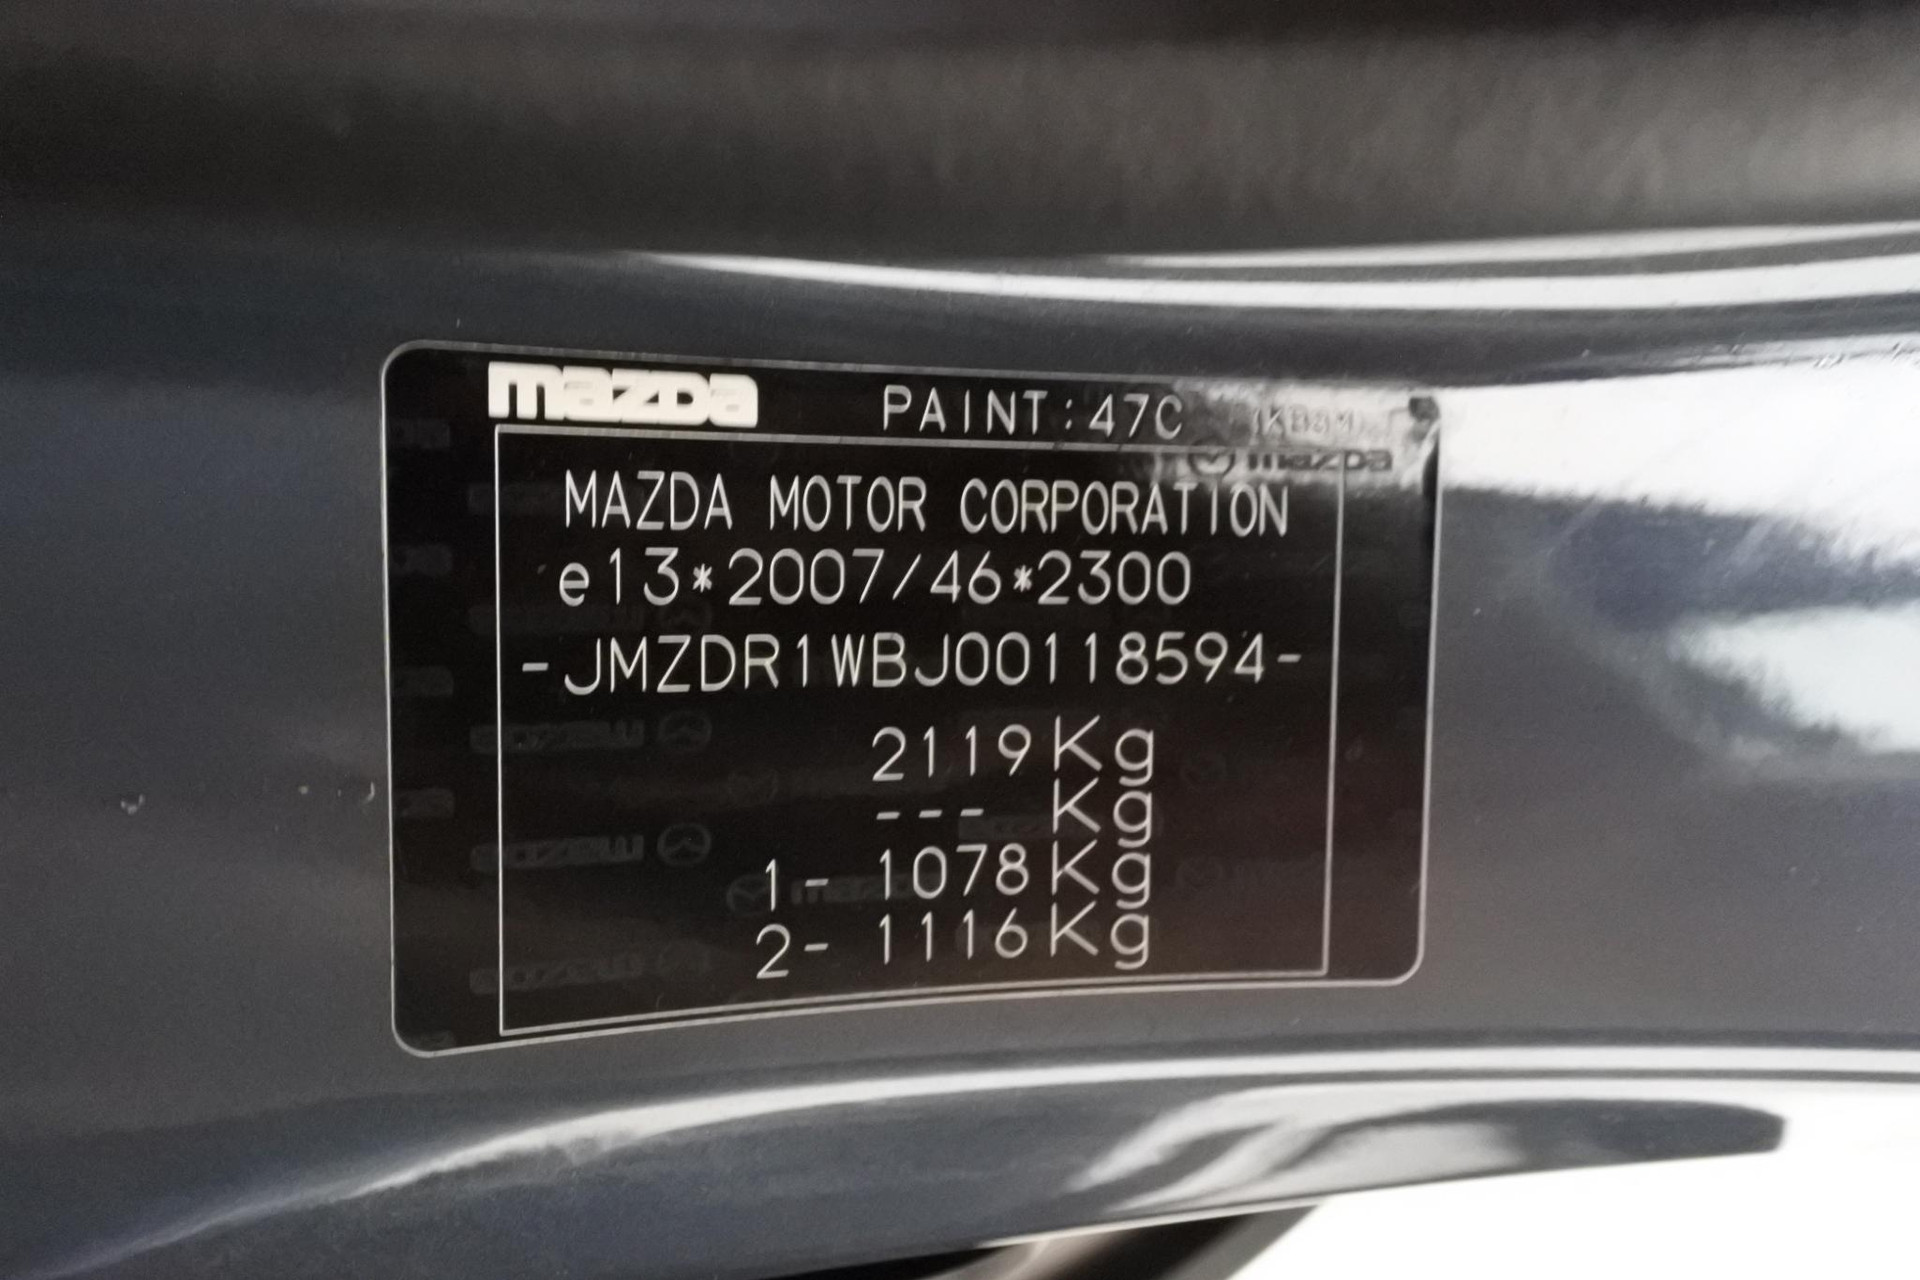 mazda PAINT:47C
MAZDA MOTOR CORPORATION
e13*2007/46*2300
-JMZDR1WBJ00118594-
2119Kg
--- Kg
1- 1078Kg
2- 1116Kg